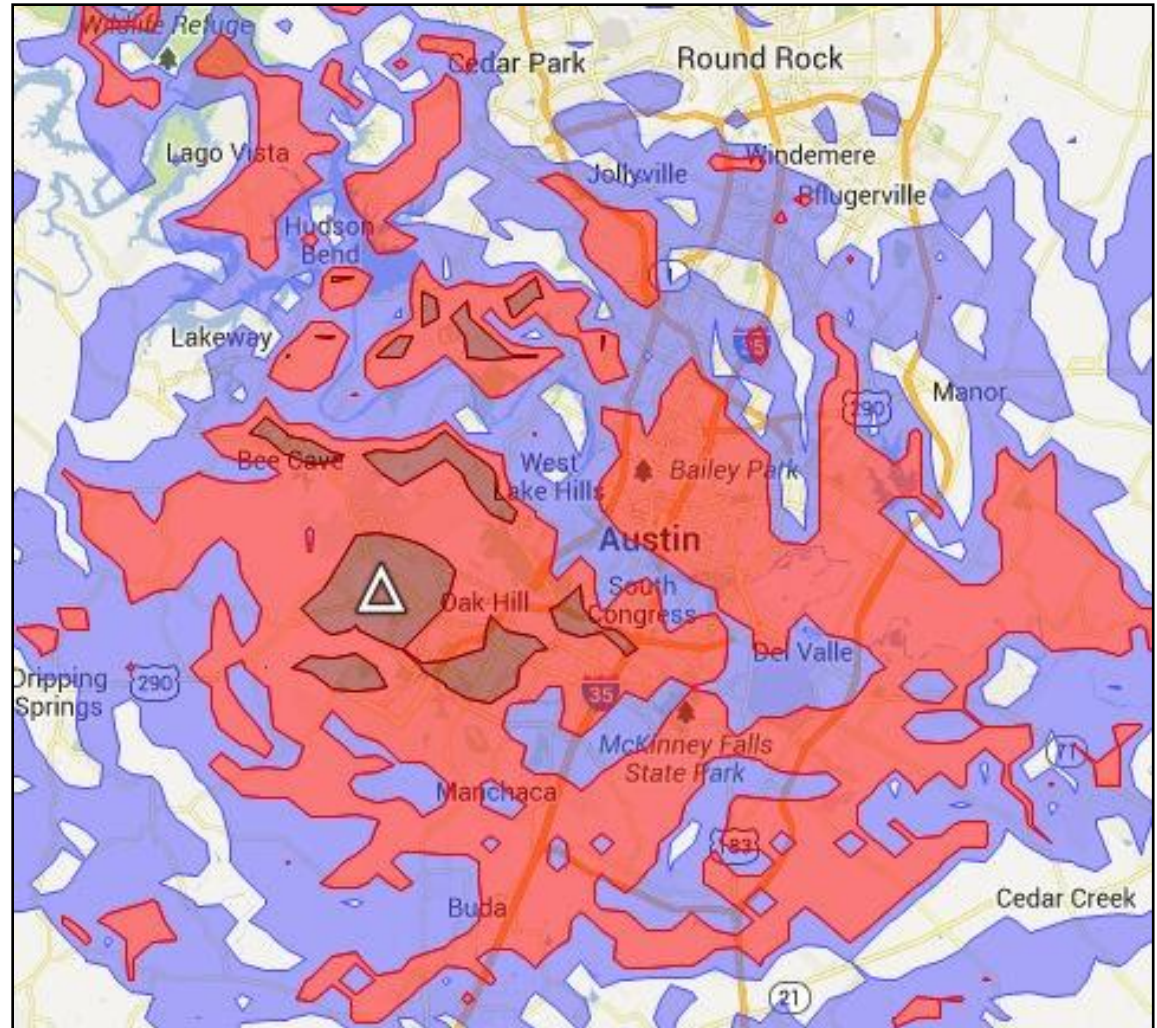 Wildlife Refuge
Cedar Park
Round Rock
Lago Vista
Jollyville
Windemere
Pflugerville
Hudson
Bend
Lakeway
35
290
Manor
Bee Cave
West
Lake Hills
Bailey Park
Austin
Oak Hill
South
Congress
Del Valle
Dripping
Springs
290
35
McKinney Falls
State Park
71
Manchaca
183
Buda
Cedar Creek
21